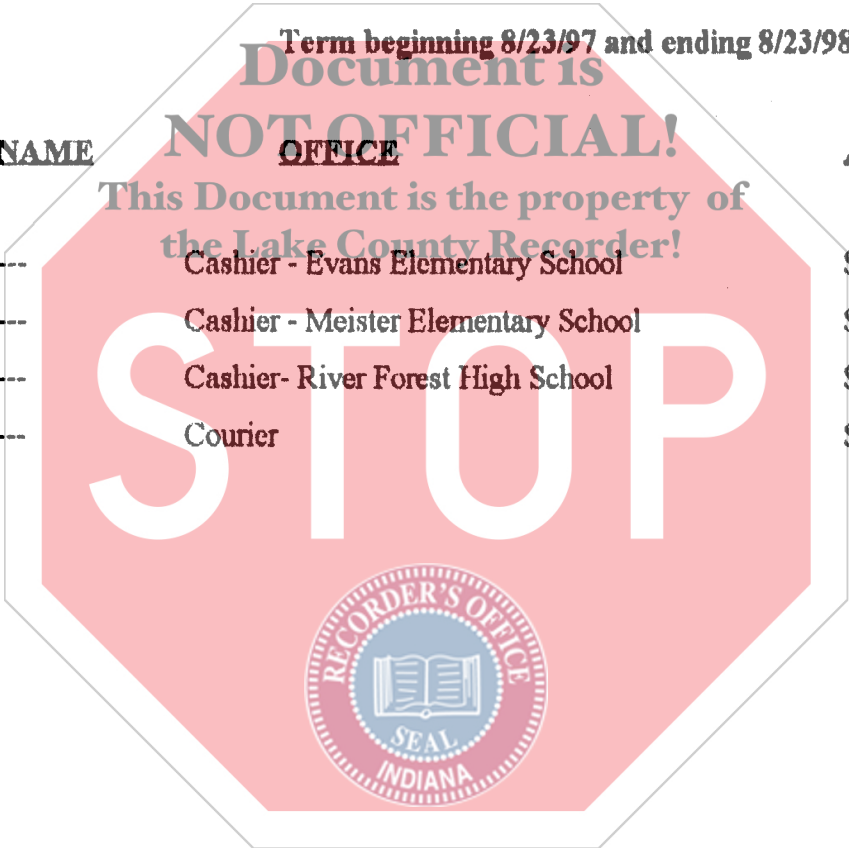 Term beginning 8/23/97 and ending 8/23/98
Document is
NOT OFFICIAL!
NAME OFFICE
This Document is the property of
the Lake County Recorder!
--- Cashier - Evans Elementary School
--- Cashier - Meister Elementary School
--- Cashier- River Forest High School
--- Courier
STOP
RECORDER'S OFFICE
SEAL
INDIANA